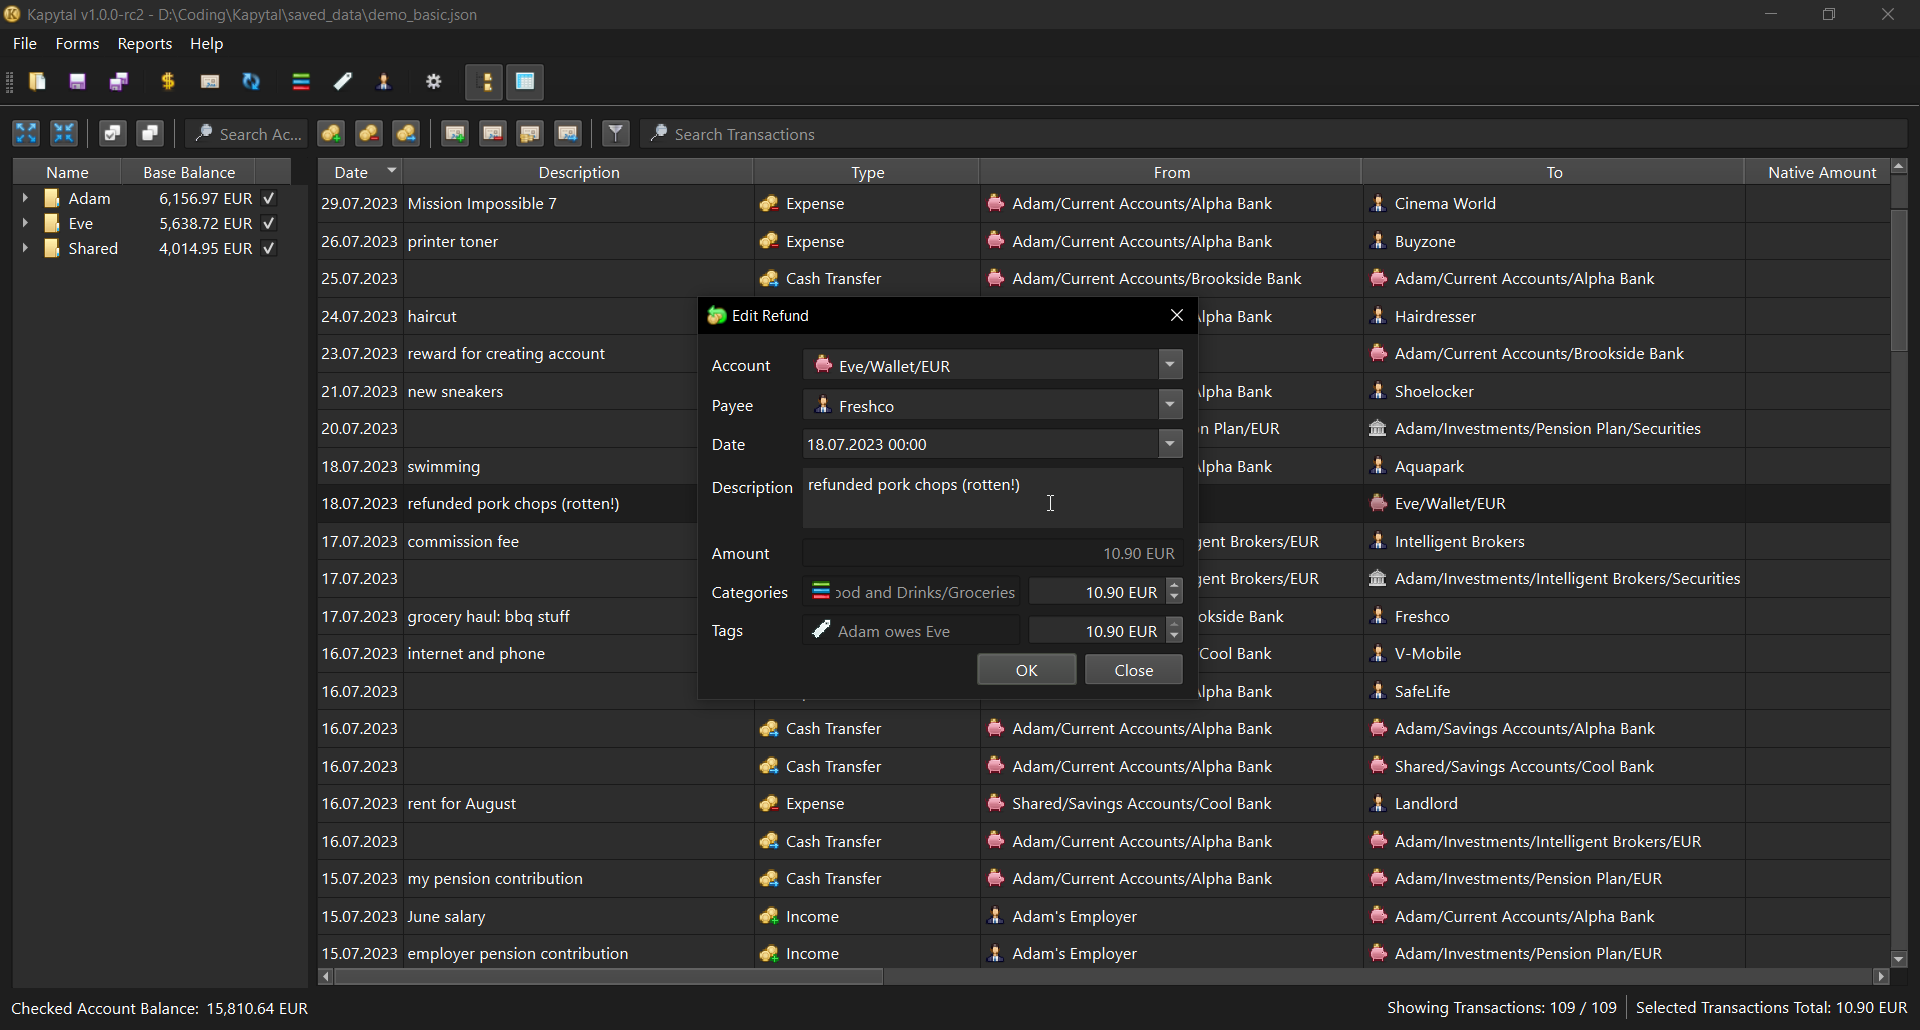 Kapytal v1.0.0-rc2 - D:\Coding\Kapytal\saved_data\demo_basic.json
File Forms Reports Help
Search Ac... Search Transactions
Name Base Balance Date Description Type From To Native Amount
Adam 6,156.97 EUR
Eve 5,638.72 EUR
Shared 4,014.95 EUR
29.07.2023 Mission Impossible 7 Expense Adam/Current Accounts/Alpha Bank Cinema World
26.07.2023 printer toner Expense Adam/Current Accounts/Alpha Bank Buyzone
25.07.2023 Cash Transfer Adam/Current Accounts/Brookside Bank Adam/Current Accounts/Alpha Bank
24.07.2023 haircut lpha Bank Hairdresser
23.07.2023 reward for creating account Adam/Current Accounts/Brookside Bank
21.07.2023 new sneakers lpha Bank Shoelocker
20.07.2023 n Plan/EUR Adam/Investments/Pension Plan/Securities
18.07.2023 swimming lpha Bank Aquapark
18.07.2023 refunded pork chops (rotten!) Eve/Wallet/EUR
17.07.2023 commission fee gent Brokers/EUR Intelligent Brokers
17.07.2023 gent Brokers/EUR Adam/Investments/Intelligent Brokers/Securities
17.07.2023 grocery haul: bbq stuff okside Bank Freshco
16.07.2023 internet and phone Cool Bank V-Mobile
16.07.2023 lpha Bank SafeLife
16.07.2023 Cash Transfer Adam/Current Accounts/Alpha Bank Adam/Savings Accounts/Alpha Bank
16.07.2023 Cash Transfer Adam/Current Accounts/Alpha Bank Shared/Savings Accounts/Cool Bank
16.07.2023 rent for August Expense Shared/Savings Accounts/Cool Bank Landlord
16.07.2023 Cash Transfer Adam/Current Accounts/Alpha Bank Adam/Investments/Intelligent Brokers/EUR
15.07.2023 my pension contribution Cash Transfer Adam/Current Accounts/Alpha Bank Adam/Investments/Pension Plan/EUR
15.07.2023 June salary Income Adam's Employer Adam/Current Accounts/Alpha Bank
15.07.2023 employer pension contribution Income Adam's Employer Adam/Investments/Pension Plan/EUR
Edit Refund
Account Eve/Wallet/EUR
Payee Freshco
Date 18.07.2023 00:00
Description refunded pork chops (rotten!)
Amount 10.90 EUR
Categories ood and Drinks/Groceries 10.90 EUR
Tags Adam owes Eve 10.90 EUR
OK Close
Checked Account Balance: 15,810.64 EUR Showing Transactions: 109 / 109 Selected Transactions Total: 10.90 EUR